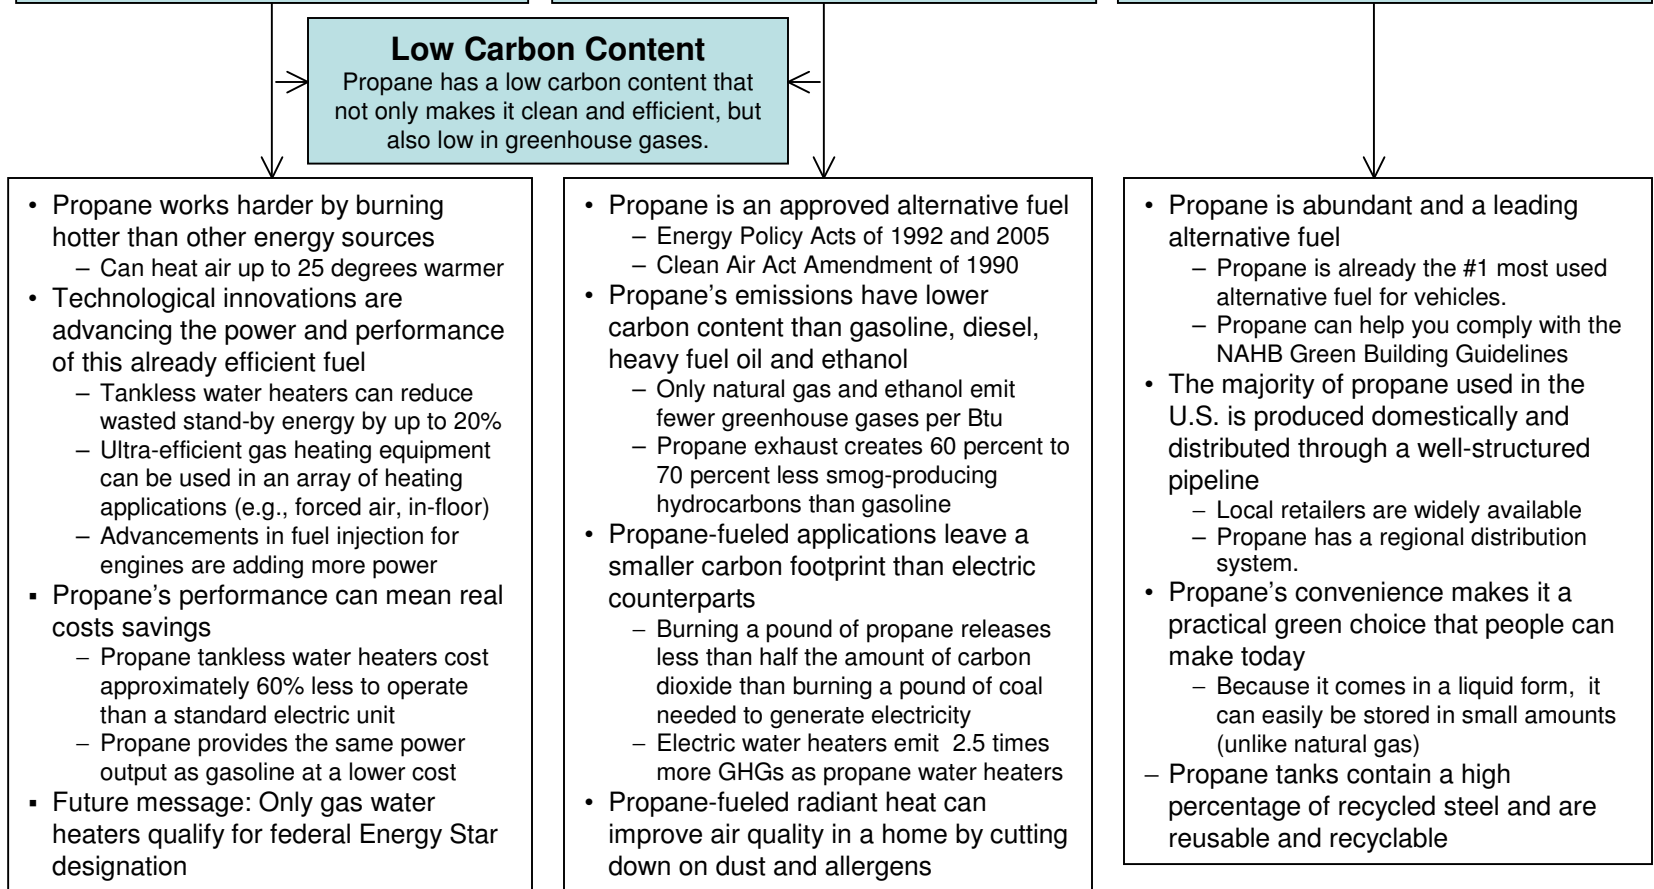 Low Carbon Content
Propane has a low carbon content that
not only makes it clean and efficient, but
also low in greenhouse gases.
• Propane works harder by burning
hotter than other energy sources
– Can heat air up to 25 degrees warmer
• Technological innovations are
advancing the power and performance
of this already efficient fuel
– Tankless water heaters can reduce
wasted stand-by energy by up to 20%
– Ultra-efficient gas heating equipment
can be used in an array of heating
applications (e.g., forced air, in-floor)
– Advancements in fuel injection for
engines are adding more power
▪ Propane’s performance can mean real
costs savings
– Propane tankless water heaters cost
approximately 60% less to operate
than a standard electric unit
– Propane provides the same power
output as gasoline at a lower cost
▪ Future message: Only gas water
heaters qualify for federal Energy Star
designation
• Propane is an approved alternative fuel
– Energy Policy Acts of 1992 and 2005
– Clean Air Act Amendment of 1990
• Propane’s emissions have lower
carbon content than gasoline, diesel,
heavy fuel oil and ethanol
– Only natural gas and ethanol emit
fewer greenhouse gases per Btu
– Propane exhaust creates 60 percent to
70 percent less smog-producing
hydrocarbons than gasoline
• Propane-fueled applications leave a
smaller carbon footprint than electric
counterparts
– Burning a pound of propane releases
less than half the amount of carbon
dioxide than burning a pound of coal
needed to generate electricity
– Electric water heaters emit 2.5 times
more GHGs as propane water heaters
• Propane-fueled radiant heat can
improve air quality in a home by cutting
down on dust and allergens
• Propane is abundant and a leading
alternative fuel
– Propane is already the #1 most used
alternative fuel for vehicles.
– Propane can help you comply with the
NAHB Green Building Guidelines
• The majority of propane used in the
U.S. is produced domestically and
distributed through a well-structured
pipeline
– Local retailers are widely available
– Propane has a regional distribution
system.
• Propane’s convenience makes it a
practical green choice that people can
make today
– Because it comes in a liquid form, it
can easily be stored in small amounts
(unlike natural gas)
– Propane tanks contain a high
percentage of recycled steel and are
reusable and recyclable